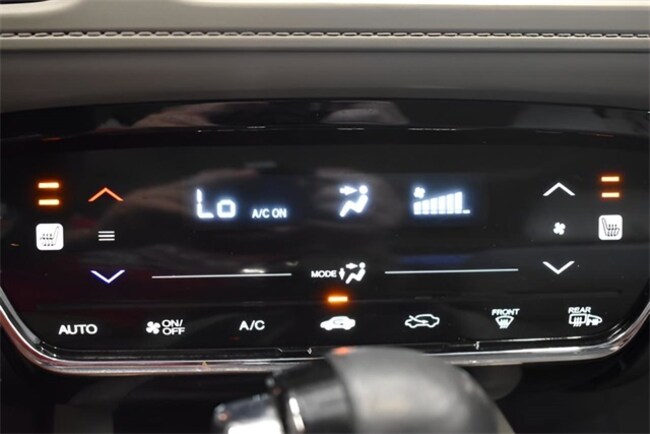 Lo A/C ON
MODE
AUTO ON/OFF A/C FRONT REAR